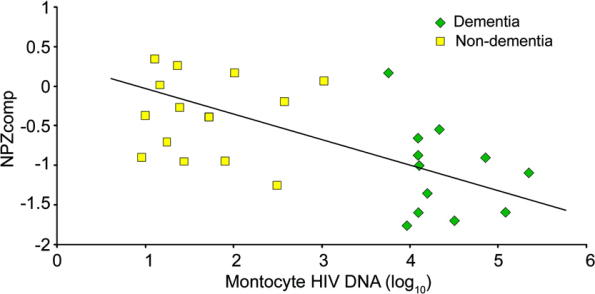 1
Dementia
Non-dementia
0.5
0
-0.5
-1
-1.5
-2
NPZcomp
0 1 2 3 4 5 6
Montocyte HIV DNA (log10)